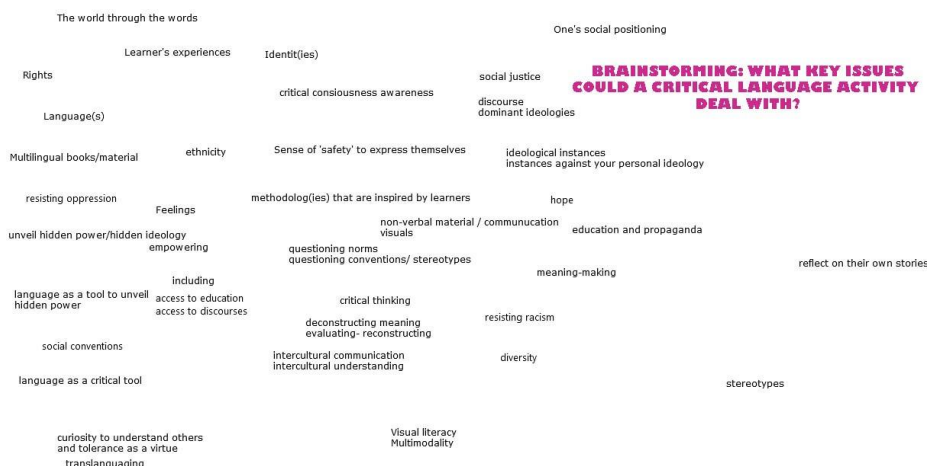 The world through the words
One's social positioning
Learner's experiences
Identit(ies)
BRAINSTORMING: WHAT KEY ISSUES
COULD A CRITICAL LANGUAGE ACTIVITY
DEAL WITH?
Rights
social justice
critical consiousness awareness
discourse
dominant ideologies
Language(s)
Multilingual books/material
ethnicity
Sense of 'safety' to express themselves
ideological instances
instances against your personal ideology
resisting oppression
Feelings
methodolog(ies) that are inspired by learners
hope
non-verbal material / communucation
visuals
education and propaganda
unveil hidden power/hidden ideology
empowering
questioning norms
questioning conventions/ stereotypes
reflect on their own stories
meaning-making
including
language as a tool to unveil
hidden power
access to education
access to discourses
critical thinking
deconstructing meaning
evaluating- reconstructing
resisting racism
social conventions
intercultural communication
intercultural understanding
diversity
language as a critical tool
stereotypes
curiosity to understand others
and tolerance as a virtue
Visual literacy
Multimodality
translanguaging